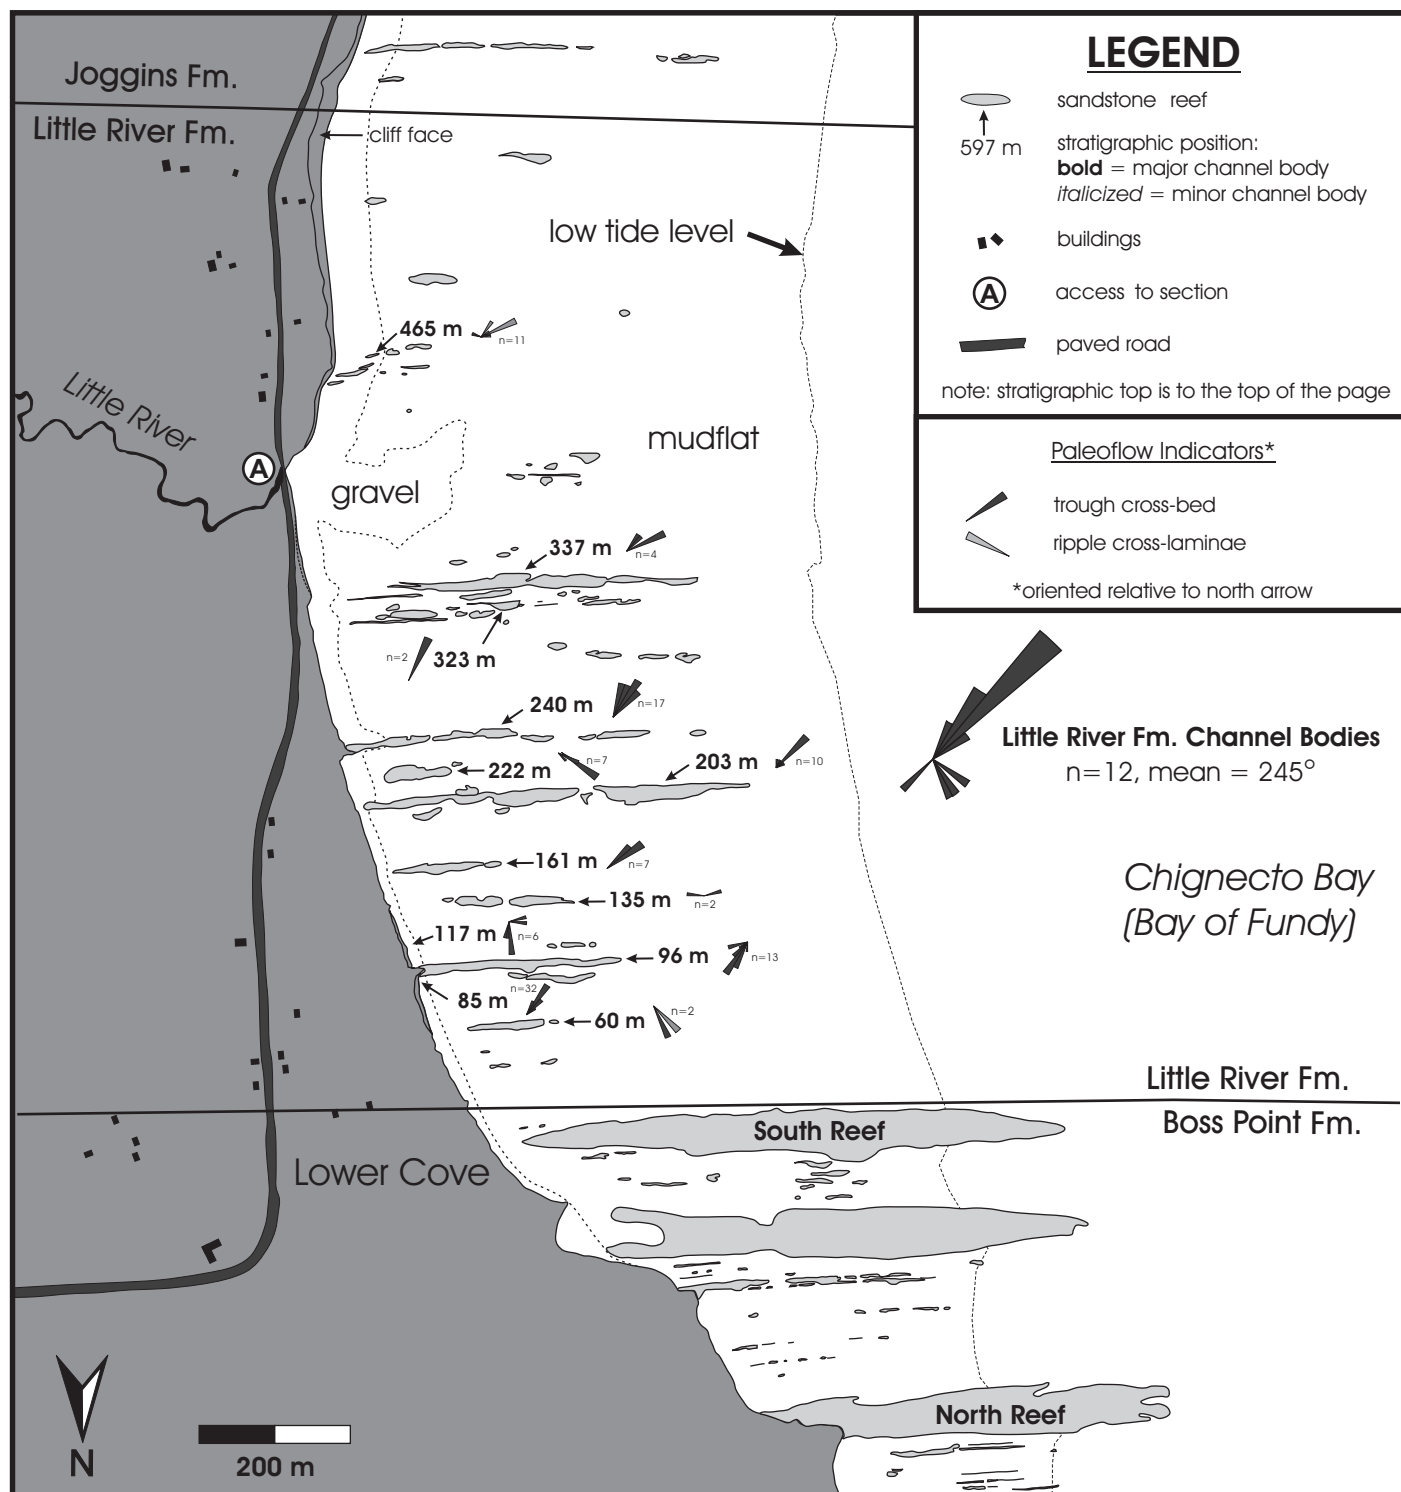 Joggins Fm.
Little River Fm.
cliff face
low tide level
465 m
n=11
Little River
A
mudflat
gravel
337 m
n=4
n=2
323 m
240 m
n=17
222 m
n=7
203 m
n=10
161 m
n=7
135 m
n=2
117 m
n=6
96 m
n=13
85 m
n=32
60 m
n=2
Little River Fm. Channel Bodies
n=12, mean = 245°
Chignecto Bay
(Bay of Fundy)
Little River Fm.
Boss Point Fm.
South Reef
Lower Cove
North Reef
N
200 m
LEGEND
sandstone reef
597 m
stratigraphic position:
bold = major channel body
italicized = minor channel body
buildings
A
access to section
paved road
note: stratigraphic top is to the top of the page
Paleoflow Indicators*
trough cross-bed
ripple cross-laminae
*oriented relative to north arrow